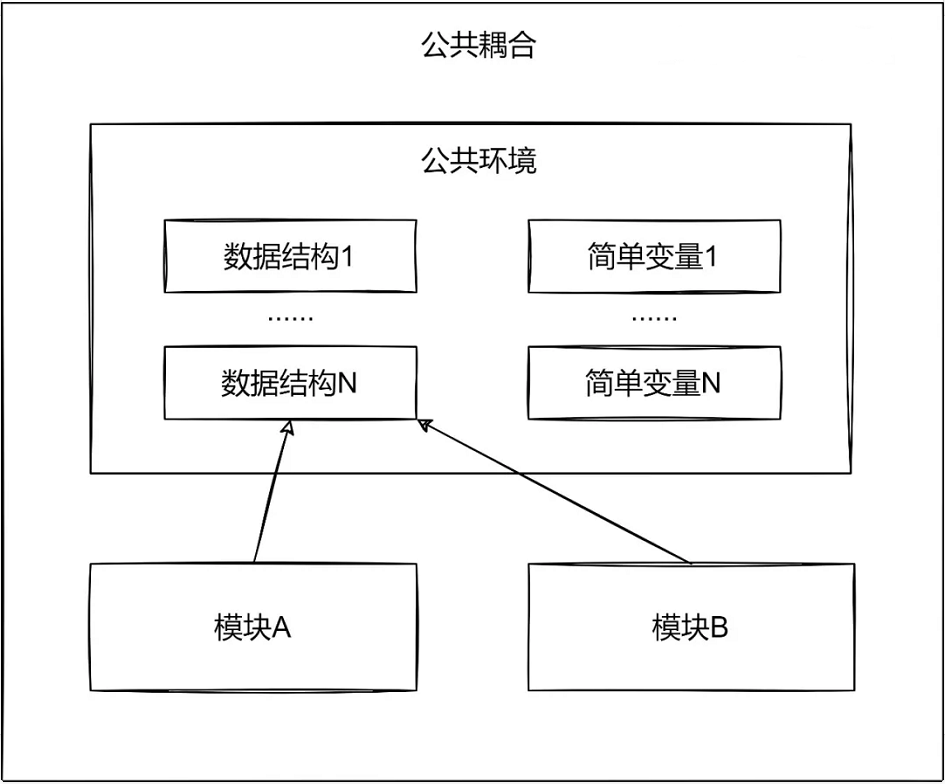 公共耦合
公共环境
数据结构1
简单变量1
......
......
数据结构N
简单变量N
模块A
模块B